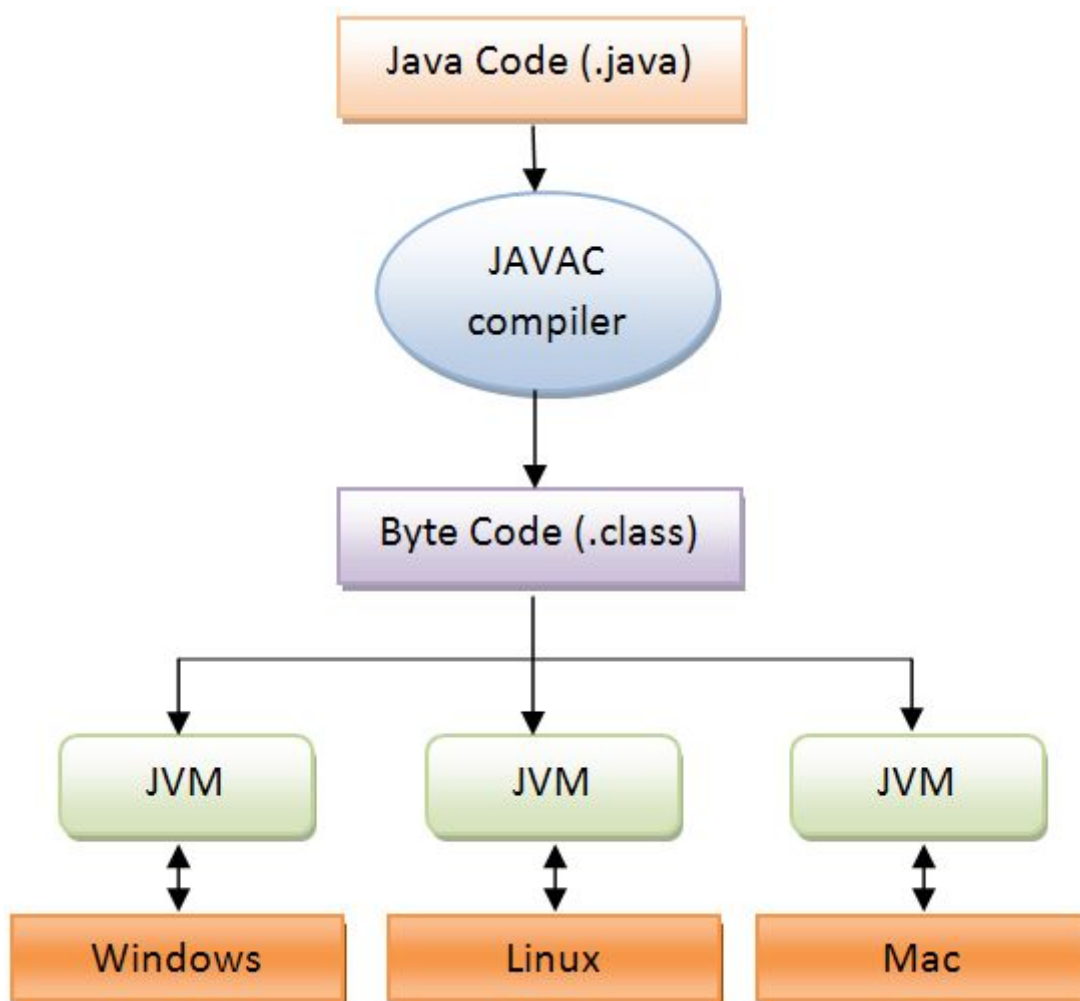 Java Code (.java)
JAVAC
compiler
Byte Code (.class)
JVM
JVM
JVM
Windows
Linux
Mac